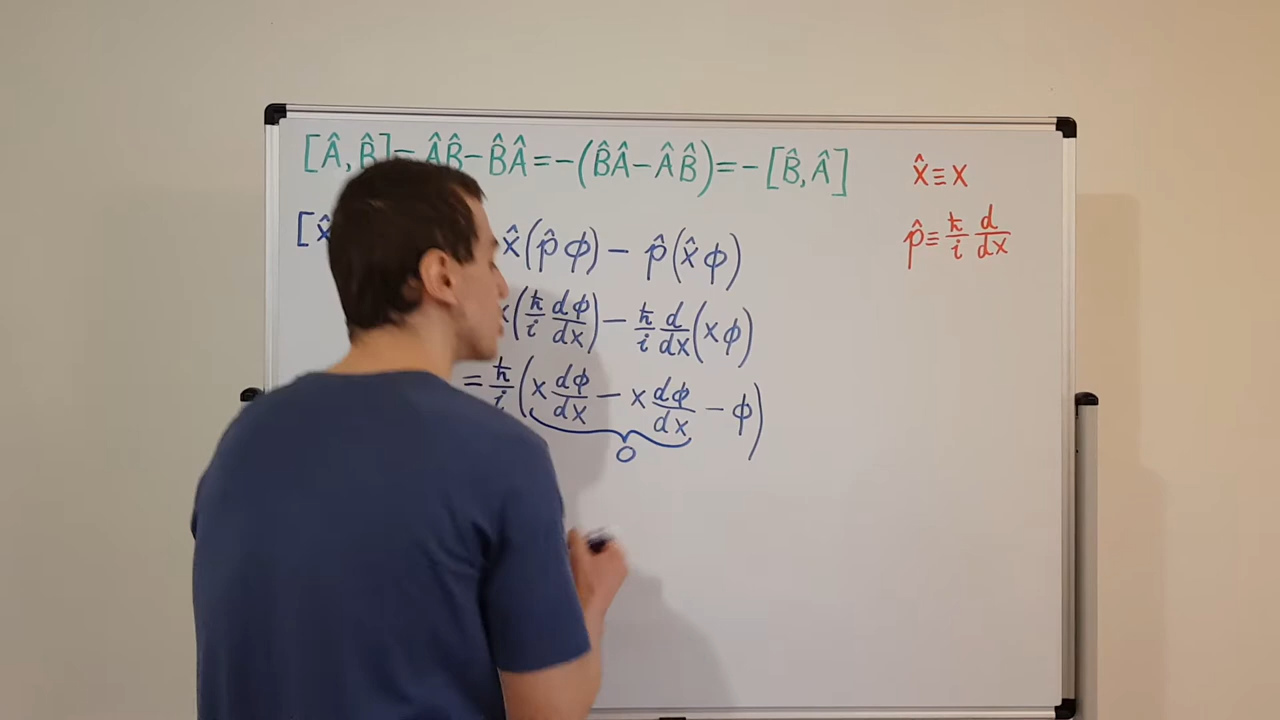 [Â, B̂] = ÂB̂ - B̂Â = -(B̂Â - ÂB̂) = -[B̂, Â]
x̂ ≡ x
p̂ ≡ ħ/i d/dx
[x̂ x̂(p̂ϕ) - p̂(x̂ϕ)
x(ħ/i dϕ/dx) - ħ/i d/dx(xϕ)
= ħ/i (x dϕ/dx - x dϕ/dx - ϕ)
0